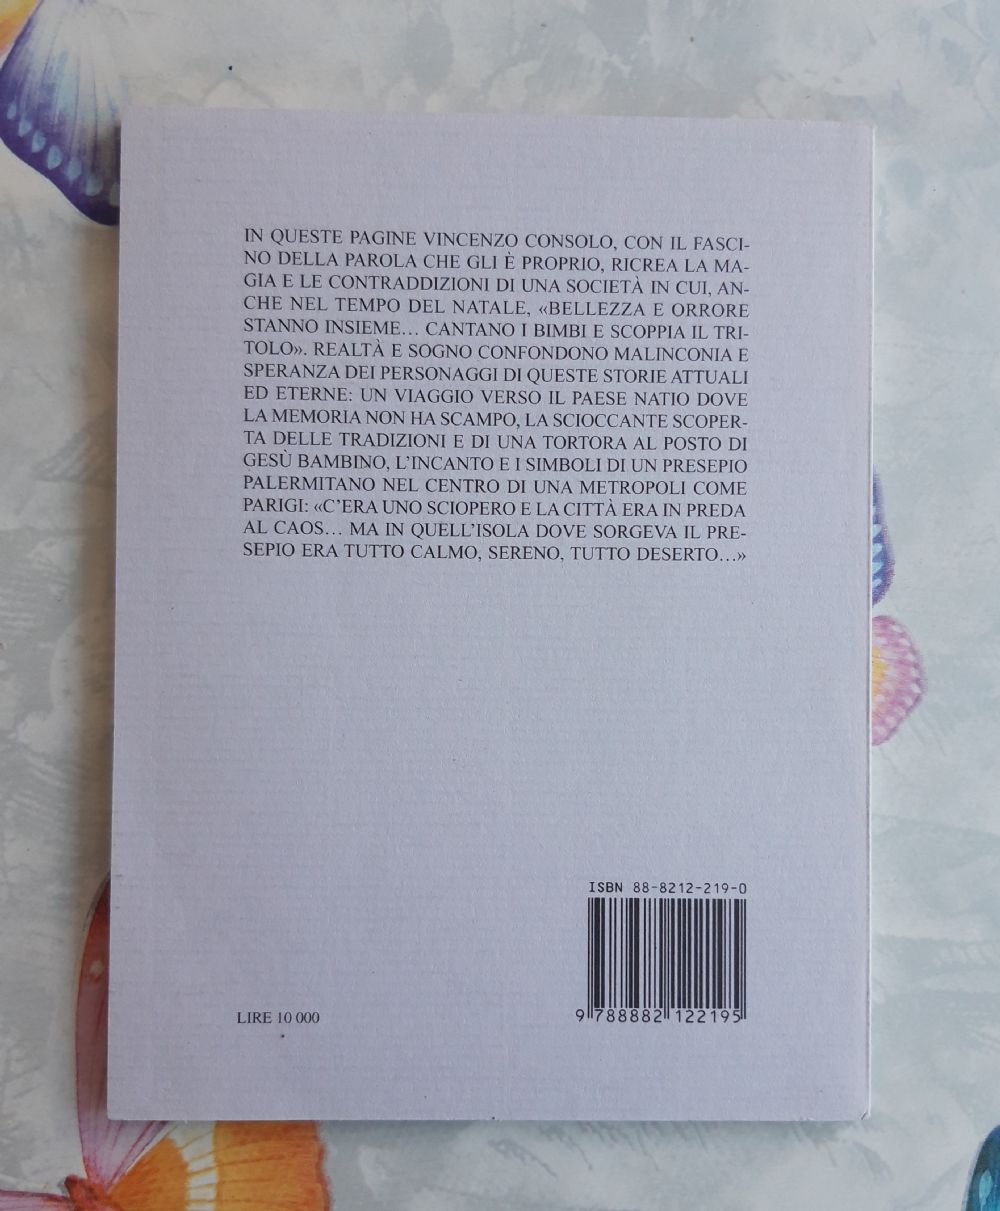 IN QUESTE PAGINE VINCENZO CONSOLO, CON IL FASCI-
NO DELLA PAROLA CHE GLI È PROPRIO, RICREA LA MA-
GIA E LE CONTRADDIZIONI DI UNA SOCIETÀ IN CUI, AN-
CHE NEL TEMPO DEL NATALE, «BELLEZZA E ORRORE
STANNO INSIEME... CANTANO I BIMBI E SCOPPIA IL TRI-
TOLO». REALTÀ E SOGNO CONFONDONO MALINCONIA E
SPERANZA DEI PERSONAGGI DI QUESTE STORIE ATTUALI
ED ETERNE: UN VIAGGIO VERSO IL PAESE NATIO DOVE
LA MEMORIA NON HA SCAMPO, LA SCIOCCANTE SCOPER-
TA DELLE TRADIZIONI E DI UNA TORTORA AL POSTO DI
GESÙ BAMBINO, L'INCANTO E I SIMBOLI DI UN PRESEPIO
PALERMITANO NEL CENTRO DI UNA METROPOLI COME
PARIGI: «C'ERA UNO SCIOPERO E LA CITTÀ ERA IN PREDA
AL CAOS... MA IN QUELL'ISOLA DOVE SORGEVA IL PRE-
SEPIO ERA TUTTO CALMO, SERENO, TUTTO DESERTO...»
ISBN 88-8212-219-0
9 788882 122195
LIRE 10 000